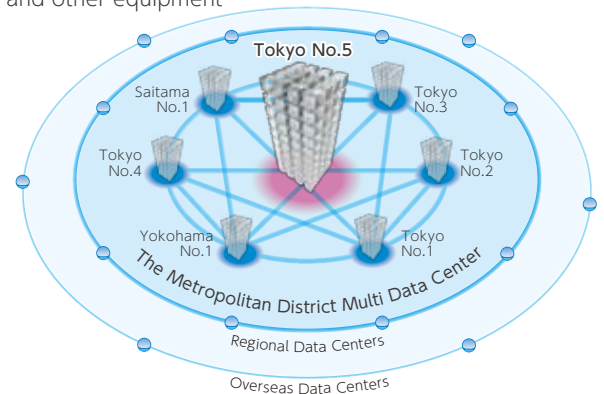 and other equipment
Tokyo No.5
Saitama
No.1
Tokyo
No.3
Tokyo
No.4
Tokyo
No.2
Yokohama
No.1
Tokyo
No.1
The Metropolitan District Multi Data Center
Regional Data Centers
Overseas Data Centers